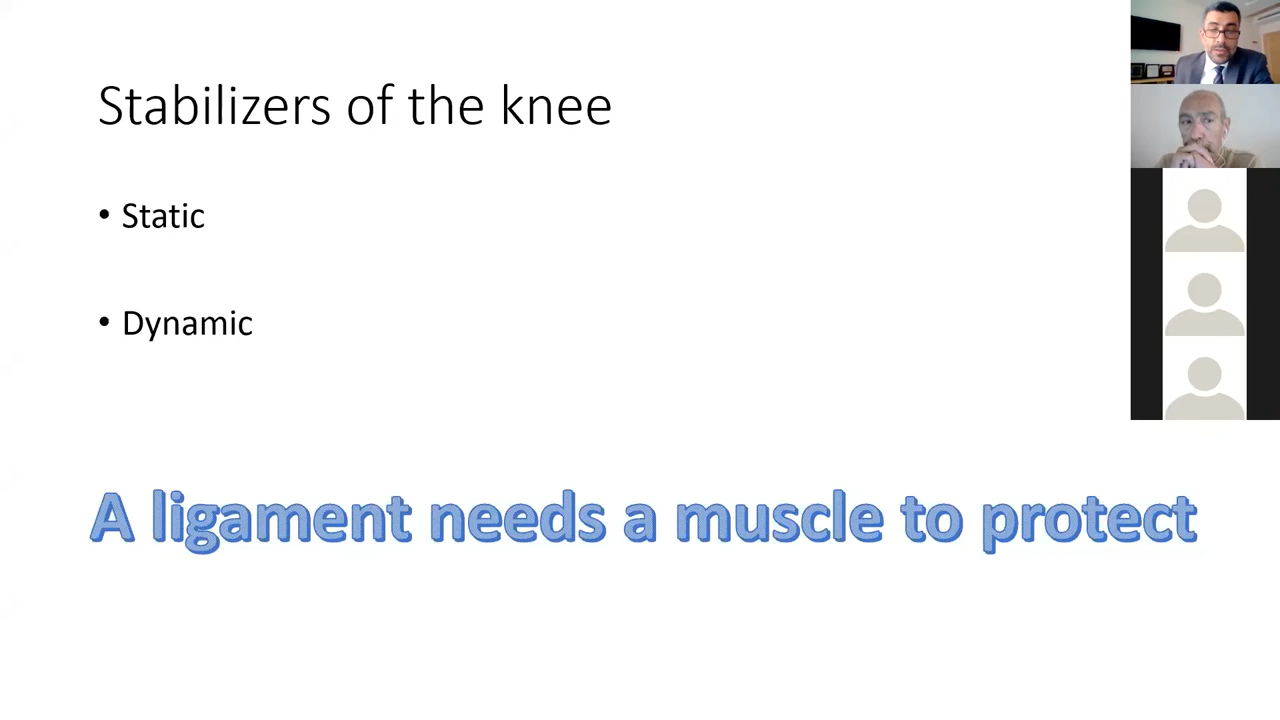 Stabilizers of the knee
• Static
• Dynamic
A ligament needs a muscle to protect